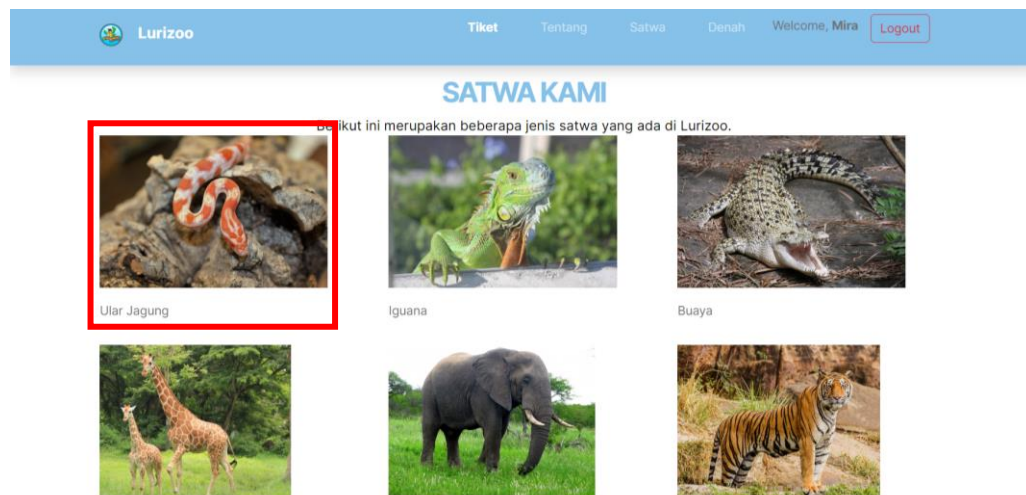 Lurizoo Tiket Tentang Satwa Denah Welcome, Mira Logout
SATWA KAMI
Berikut ini merupakan beberapa jenis satwa yang ada di Lurizoo.
Ular Jagung Iguana Buaya